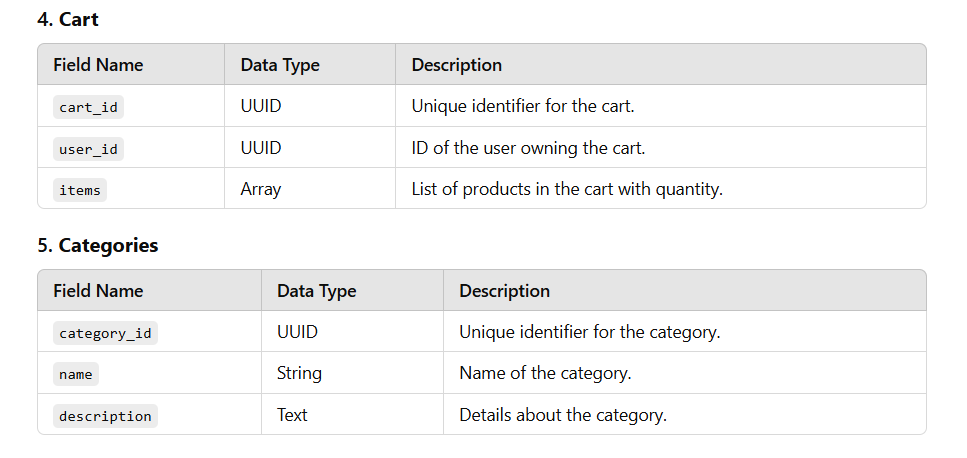 4. Cart
Field Name Data Type Description
cart_id UUID Unique identifier for the cart.
user_id UUID ID of the user owning the cart.
items Array List of products in the cart with quantity.
5. Categories
Field Name Data Type Description
category_id UUID Unique identifier for the category.
name String Name of the category.
description Text Details about the category.